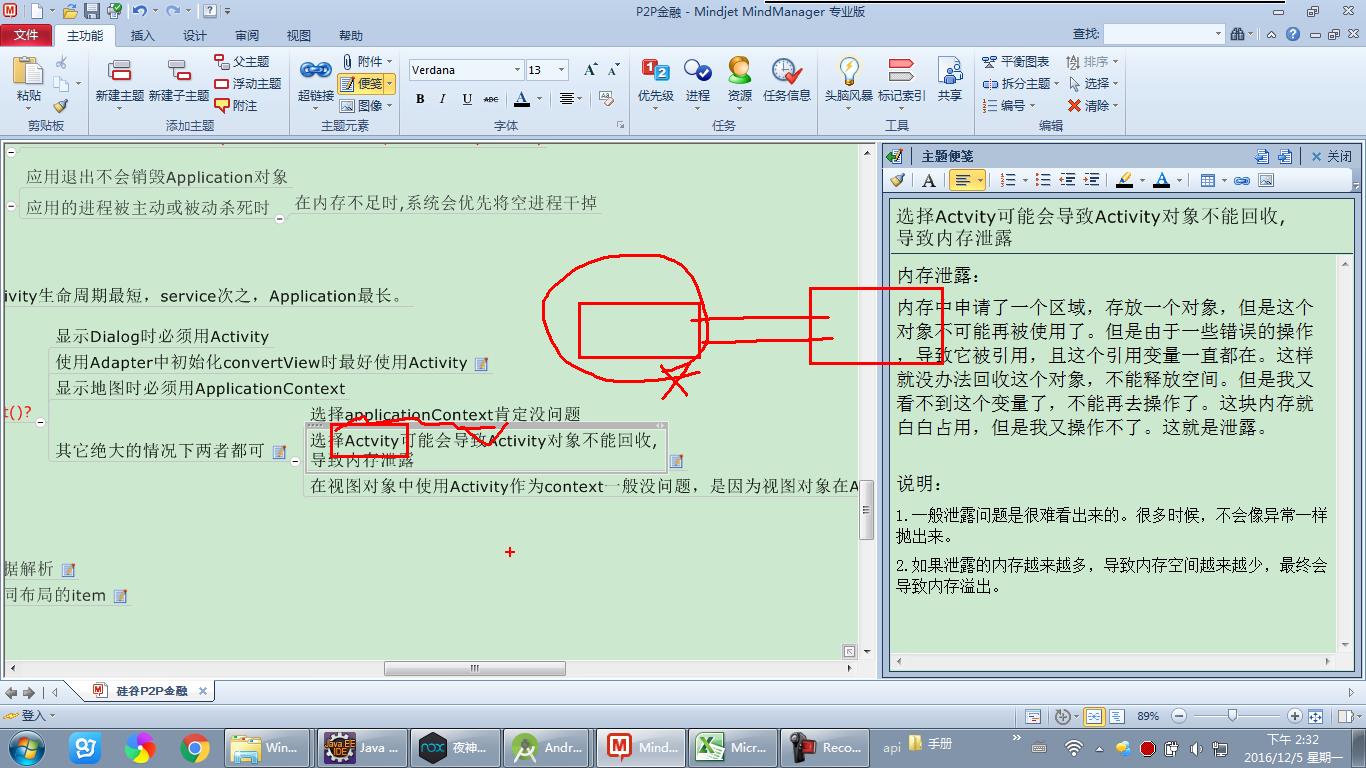 P2P金融 - Mindjet MindManager 专业版
文件 主功能 插入 设计 审阅 视图 帮助 查找:
粘贴 新建主题 新建子主题 父主题 浮动主题 附注 超链接 附件 便笺 图像 Verdana 13 B I U ABC A 优先级 进程 资源 任务信息 头脑风暴 标记索引 共享 平衡图表 拆分主题 编号 排序 选择 清除
剪贴板 添加主题 主题元素 字体 任务 工具 编辑
应用退出不会销毁Application对象
应用的进程被主动或被动杀死时 在内存不足时,系统会优先将空进程干掉
ivity生命周期最短，service次之，Application最长。
显示Dialog时必须用Activity
使用Adapter中初始化convertView时最好使用Activity
显示地图时必须用ApplicationContext
t()?
选择applicationContext肯定没问题
其它绝大的情况下两者都可
选择Actvity可能会导致Activity对象不能回收，
导致内存泄露
在视图对象中使用Activity作为context一般没问题，是因为视图对象在A
据解析
同布局的item
主题便笺 关闭
选择Actvity可能会导致Activity对象不能回收，
导致内存泄露
内存泄露：
内存中申请了一个区域，存放一个对象，但是这个
对象不可能再被使用了。但是由于一些错误的操作
，导致它被引用，且这个引用变量一直都在。这样
就没办法回收这个对象，不能释放空间。但是我又
看不到这个变量了，不能再去操作了。这块内存就
白白占用，但是我又操作不了。这就是泄露。
说明：
1.一般泄露问题是很难看出来的。很多时候，不会像异常一样
抛出来。
2.如果泄露的内存越来越多，导致内存空间越来越少，最终会
导致内存溢出。
硅谷P2P金融
登入 89%
Win... Java ... 夜神... Andr... Mind... Micr... Reco... api 手册
下午 2:32
2016/12/5 星期一